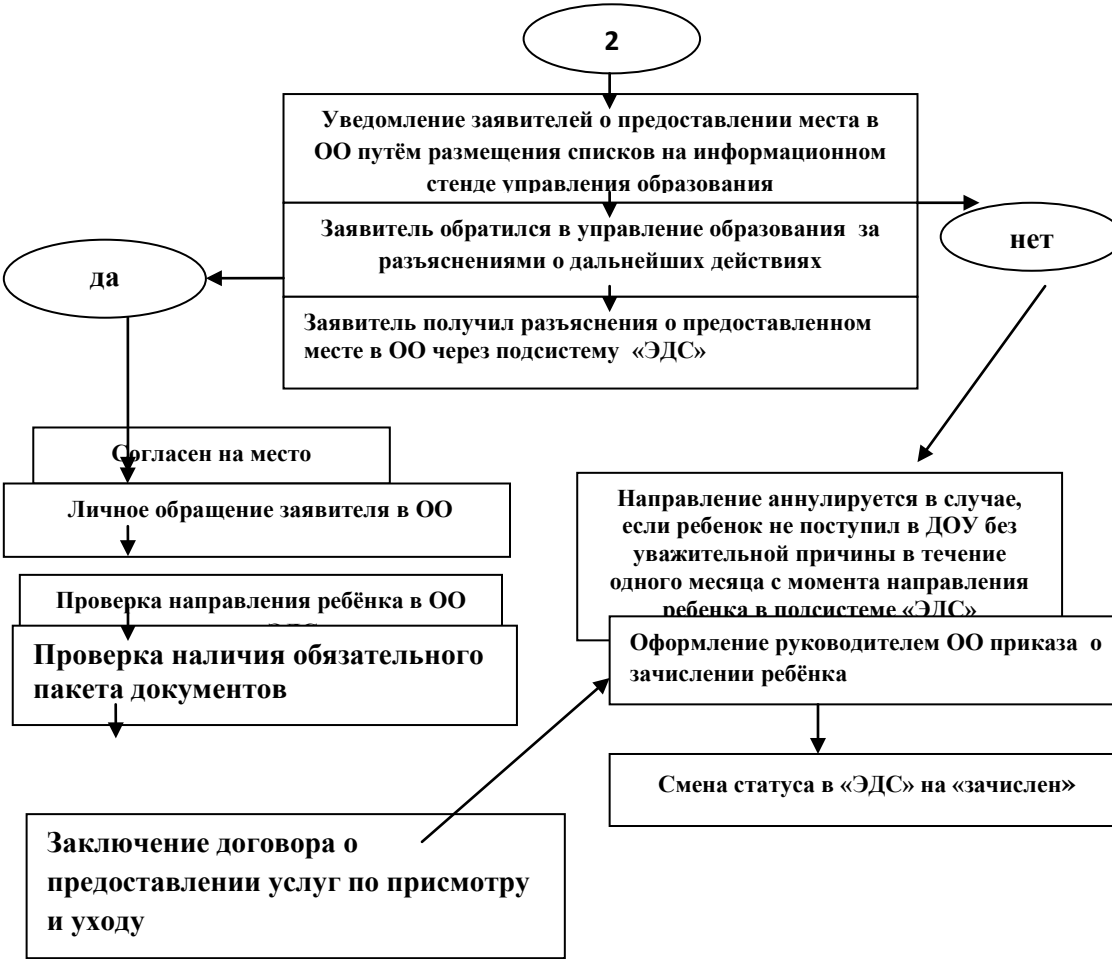 2
Уведомление заявителей о предоставлении места в
ОО путём размещения списков на информационном
стенде управления образования
Заявитель обратился в управление образования за
разъяснениями о дальнейших действиях
нет
да
Заявитель получил разъяснения о предоставленном
месте в ОО через подсистему «ЭДС»
Согласен на место
Личное обращение заявителя в ОО
Проверка направления ребёнка в ОО
Проверка наличия обязательного
пакета документов
Заключение договора о
предоставлении услуг по присмотру
и уходу
Направление аннулируется в случае,
если ребенок не поступил в ДОУ без
уважительной причины в течение
одного месяца с момента направления
ребенка в подсистеме «ЭДС»
Оформление руководителем ОО приказа о
зачислении ребёнка
Смена статуса в «ЭДС» на «зачислен»